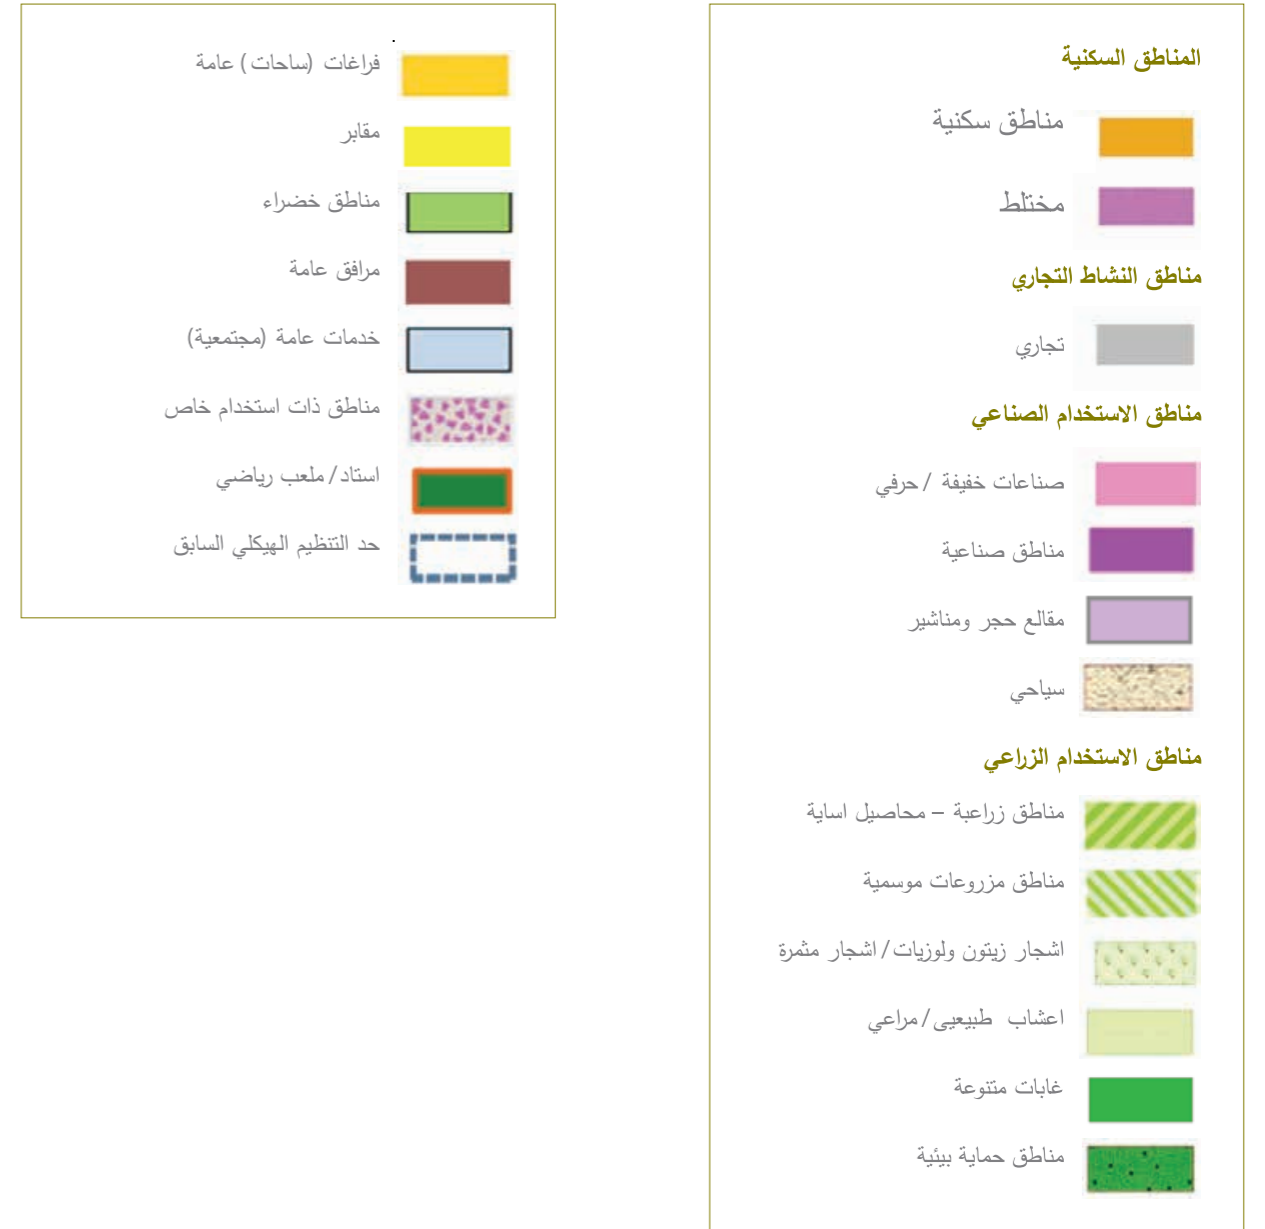 المناطق السكنية
مناطق سكنية
مختلط
مناطق النشاط التجاري
تجاري
مناطق الاستخدام الصناعي
صناعات خفيفة /حرفي
مناطق صناعية
مقالع حجر ومناشير
سياحي
مناطق الاستخدام الزراعي
مناطق زراعبة – محاصيل اساية
مناطق مزروعات موسمية
اشجار زيتون ولوزيات/اشجار مثمرة
اعشاب طبيعيى/مراعي
غابات متنوعة
مناطق حماية بيئية
.
فراغات (ساحات) عامة
مقابر
مناطق خضراء
مرافق عامة
خدمات عامة (مجتمعية)
مناطق ذات استخدام خاص
استاد/ملعب رياضي
حد التنظيم الهيكلي السابق